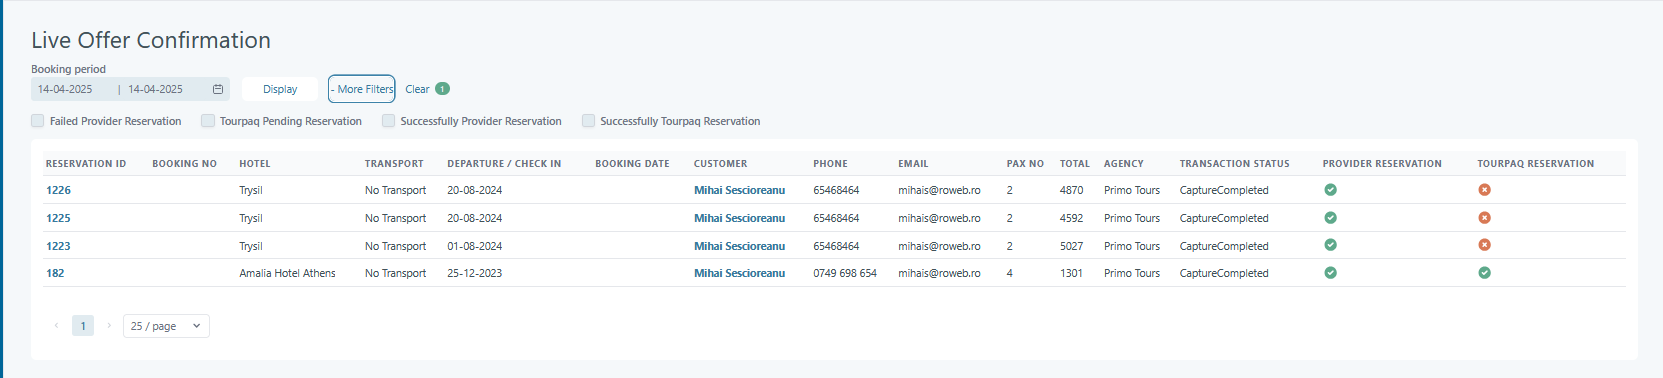 Live Offer Confirmation
Booking period
14-04-2025 | 14-04-2025 Display - More Filters Clear 1
Failed Provider Reservation Tourpaq Pending Reservation Successfully Provider Reservation Successfully Tourpaq Reservation
RESERVATION ID BOOKING NO HOTEL TRANSPORT DEPARTURE / CHECK IN BOOKING DATE CUSTOMER PHONE EMAIL PAX NO TOTAL AGENCY TRANSACTION STATUS PROVIDER RESERVATION TOURPAQ RESERVATION
1226 Trysil No Transport 20-08-2024 Mihai Sescioreanu 65468464 mihais@roweb.ro 2 4870 Primo Tours CaptureCompleted
1225 Trysil No Transport 20-08-2024 Mihai Sescioreanu 65468464 mihais@roweb.ro 2 4592 Primo Tours CaptureCompleted
1223 Trysil No Transport 01-08-2024 Mihai Sescioreanu 65468464 mihais@roweb.ro 2 5027 Primo Tours CaptureCompleted
182 Amalia Hotel Athens No Transport 25-12-2023 Mihai Sescioreanu 0749 698 654 mihais@roweb.ro 4 1301 Primo Tours CaptureCompleted
‹ 1 › 25 / page